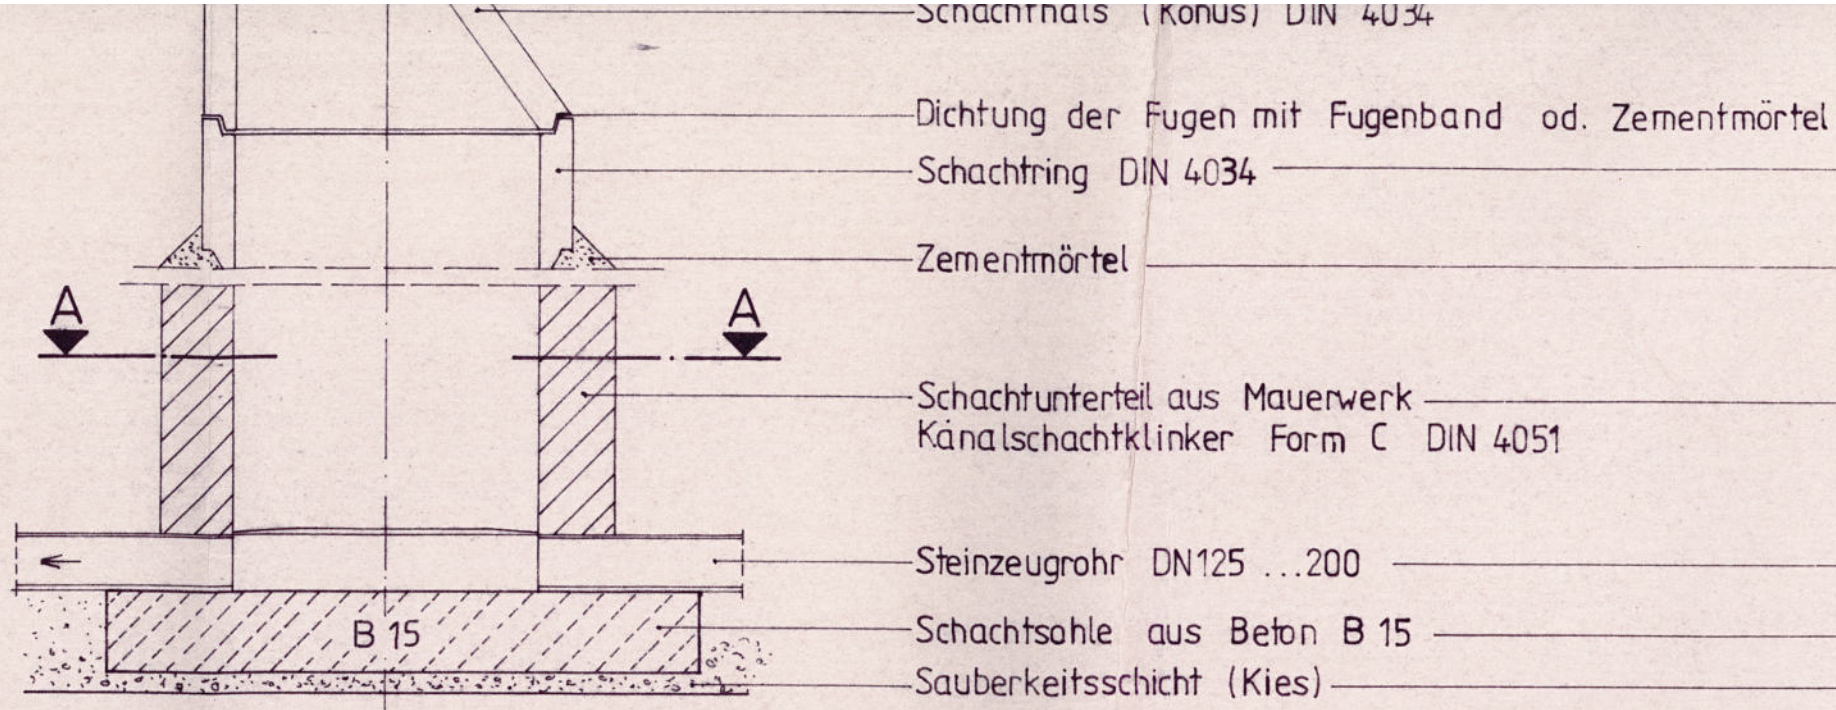 Schachthals (Konus) DIN 4034
Dichtung der Fugen mit Fugenband od. Zementmörtel
Schachtring DIN 4034
Zementmörtel
A
A
Schachtunterteil aus Mauerwerk
Kanalschachtklinker Form C DIN 4051
Steinzeugrohr DN125 ...200
B 15
Schachtsohle aus Beton B 15
Sauberkeitsschicht (Kies)